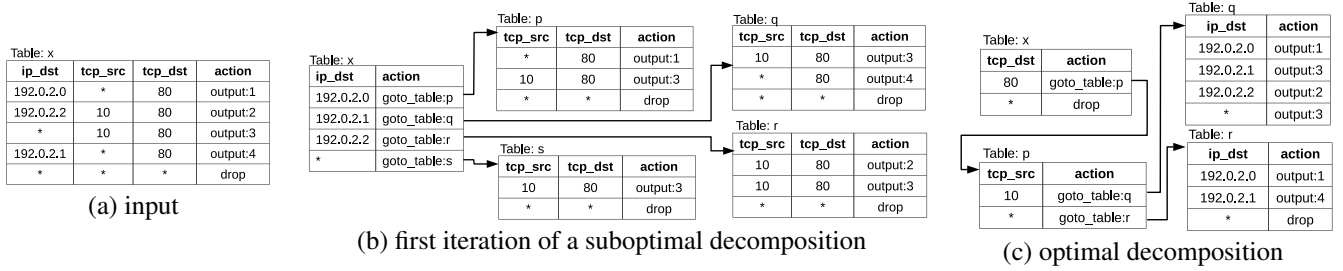 Table: x
ip_dst tcp_src tcp_dst action
192.0.2.0 * 80 output:1
192.0.2.2 10 80 output:2
* 10 80 output:3
192.0.2.1 * 80 output:4
* * * drop
(a) input
Table: x
ip_dst action
192.0.2.0 goto_table:p
192.0.2.1 goto_table:q
192.0.2.2 goto_table:r
* goto_table:s
Table: p
tcp_src tcp_dst action
* 80 output:1
10 80 output:3
* * drop
Table: s
tcp_src tcp_dst action
10 80 output:3
* * drop
q
tcp_src tcp_dst action
10 80 output:3
* 80 output:4
* * drop
r
tcp_src tcp_dst action
10 80 output:2
10 80 output:3
* * drop
(b) first iteration of a suboptimal decomposition
Table: x
tcp_dst action
80 goto_table:p
* drop
Table: p
tcp_src action
10 goto_table:q
* goto_table:r
Table: q
ip_dst action
192.0.2.0 output:1
192.0.2.1 output:3
192.0.2.2 output:2
* output:3
Table: r
ip_dst action
192.0.2.0 output:1
192.0.2.1 output:4
* drop
(c) optimal decomposition